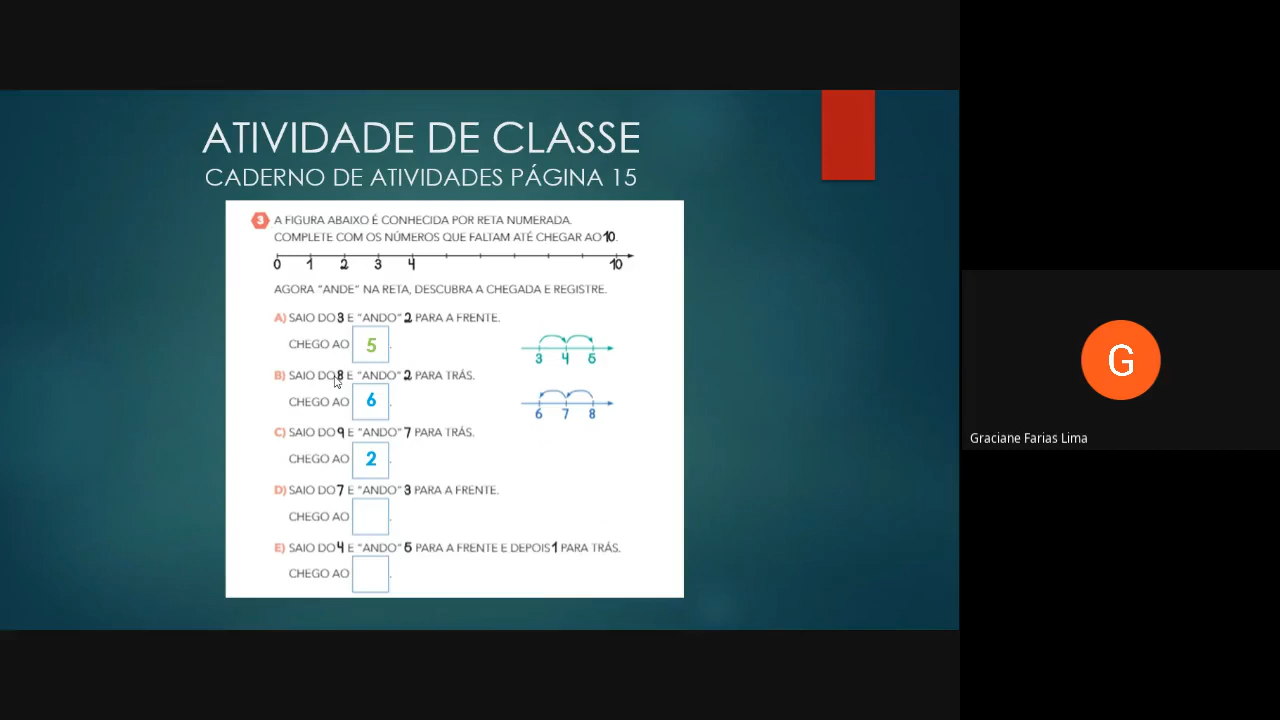 ATIVIDADE DE CLASSE
CADERNO DE ATIVIDADES PÁGINA 15
3 A FIGURA ABAIXO É CONHECIDA POR RETA NUMERADA.
COMPLETE COM OS NÚMEROS QUE FALTAM ATÉ CHEGAR AO 10.
0 1 2 3 4 10
AGORA "ANDE" NA RETA, DESCUBRA A CHEGADA E REGISTRE.
A) SAIO DO 3 E "ANDO" 2 PARA A FRENTE.
CHEGO AO 5.
3 4 5
B) SAIO DO 8 E "ANDO" 2 PARA TRÁS.
CHEGO AO 6.
6 7 8
C) SAIO DO 9 E "ANDO" 7 PARA TRÁS.
CHEGO AO 2.
D) SAIO DO 7 E "ANDO" 3 PARA A FRENTE.
CHEGO AO .
E) SAIO DO 4 E "ANDO" 5 PARA A FRENTE E DEPOIS 1 PARA TRÁS.
CHEGO AO .
G
Graciane Farias Lima